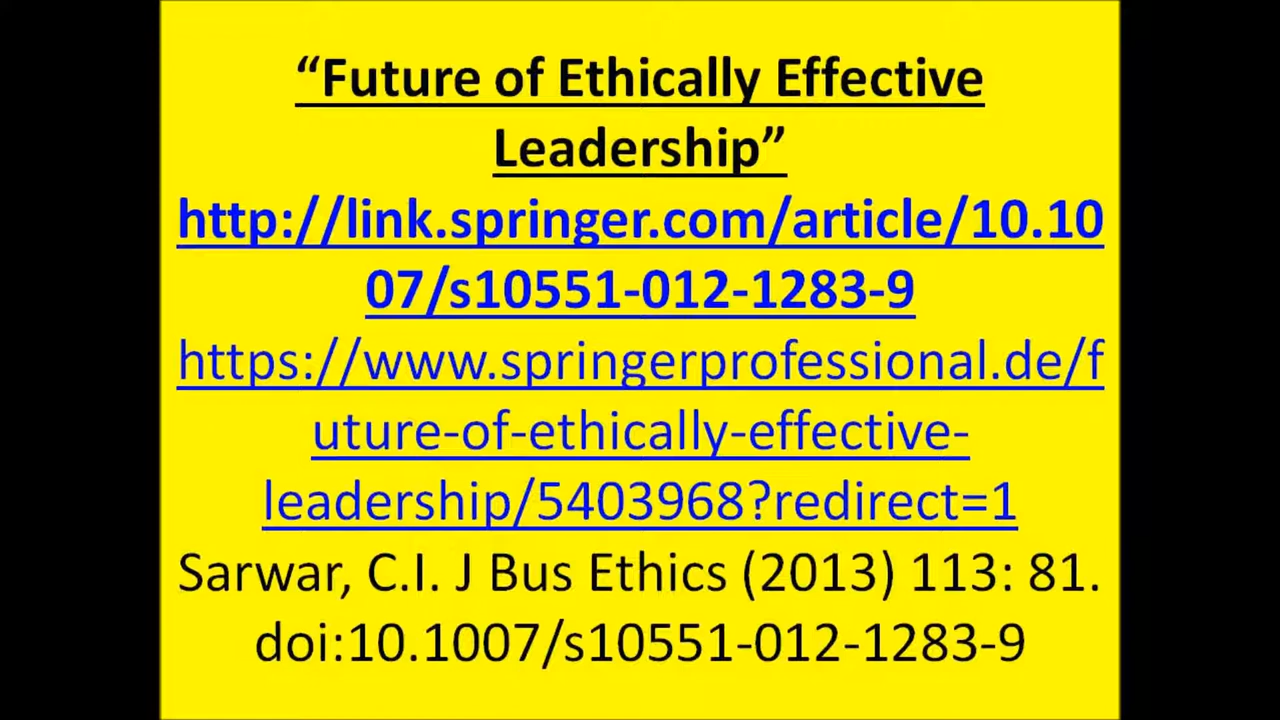 “Future of Ethically Effective
Leadership”
http://link.springer.com/article/10.10
07/s10551-012-1283-9
https://www.springerprofessional.de/f
uture-of-ethically-effective-
leadership/5403968?redirect=1
Sarwar, C.I. J Bus Ethics (2013) 113: 81.
doi:10.1007/s10551-012-1283-9